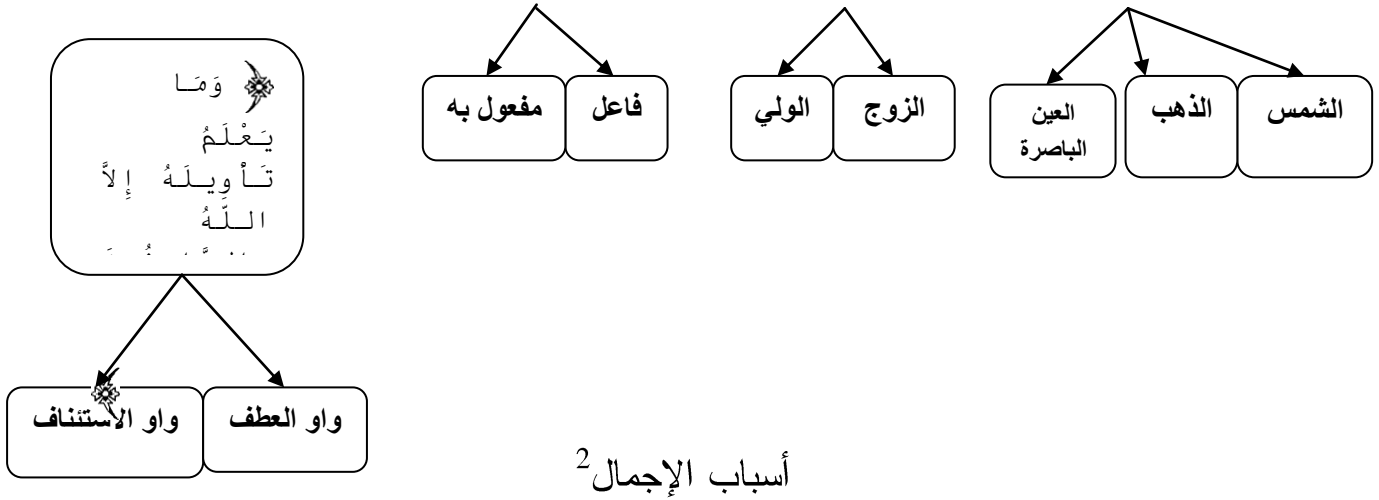 الشمس
الذهب
العين
الباصرة
الزوج
الولي
فاعل
مفعول به
وَمَا
يَعْلَمُ
تَأْوِيلَهُ إِلاَّ
اللَّهُ
واو العطف
واو الاستئناف
أسباب الإجمال2